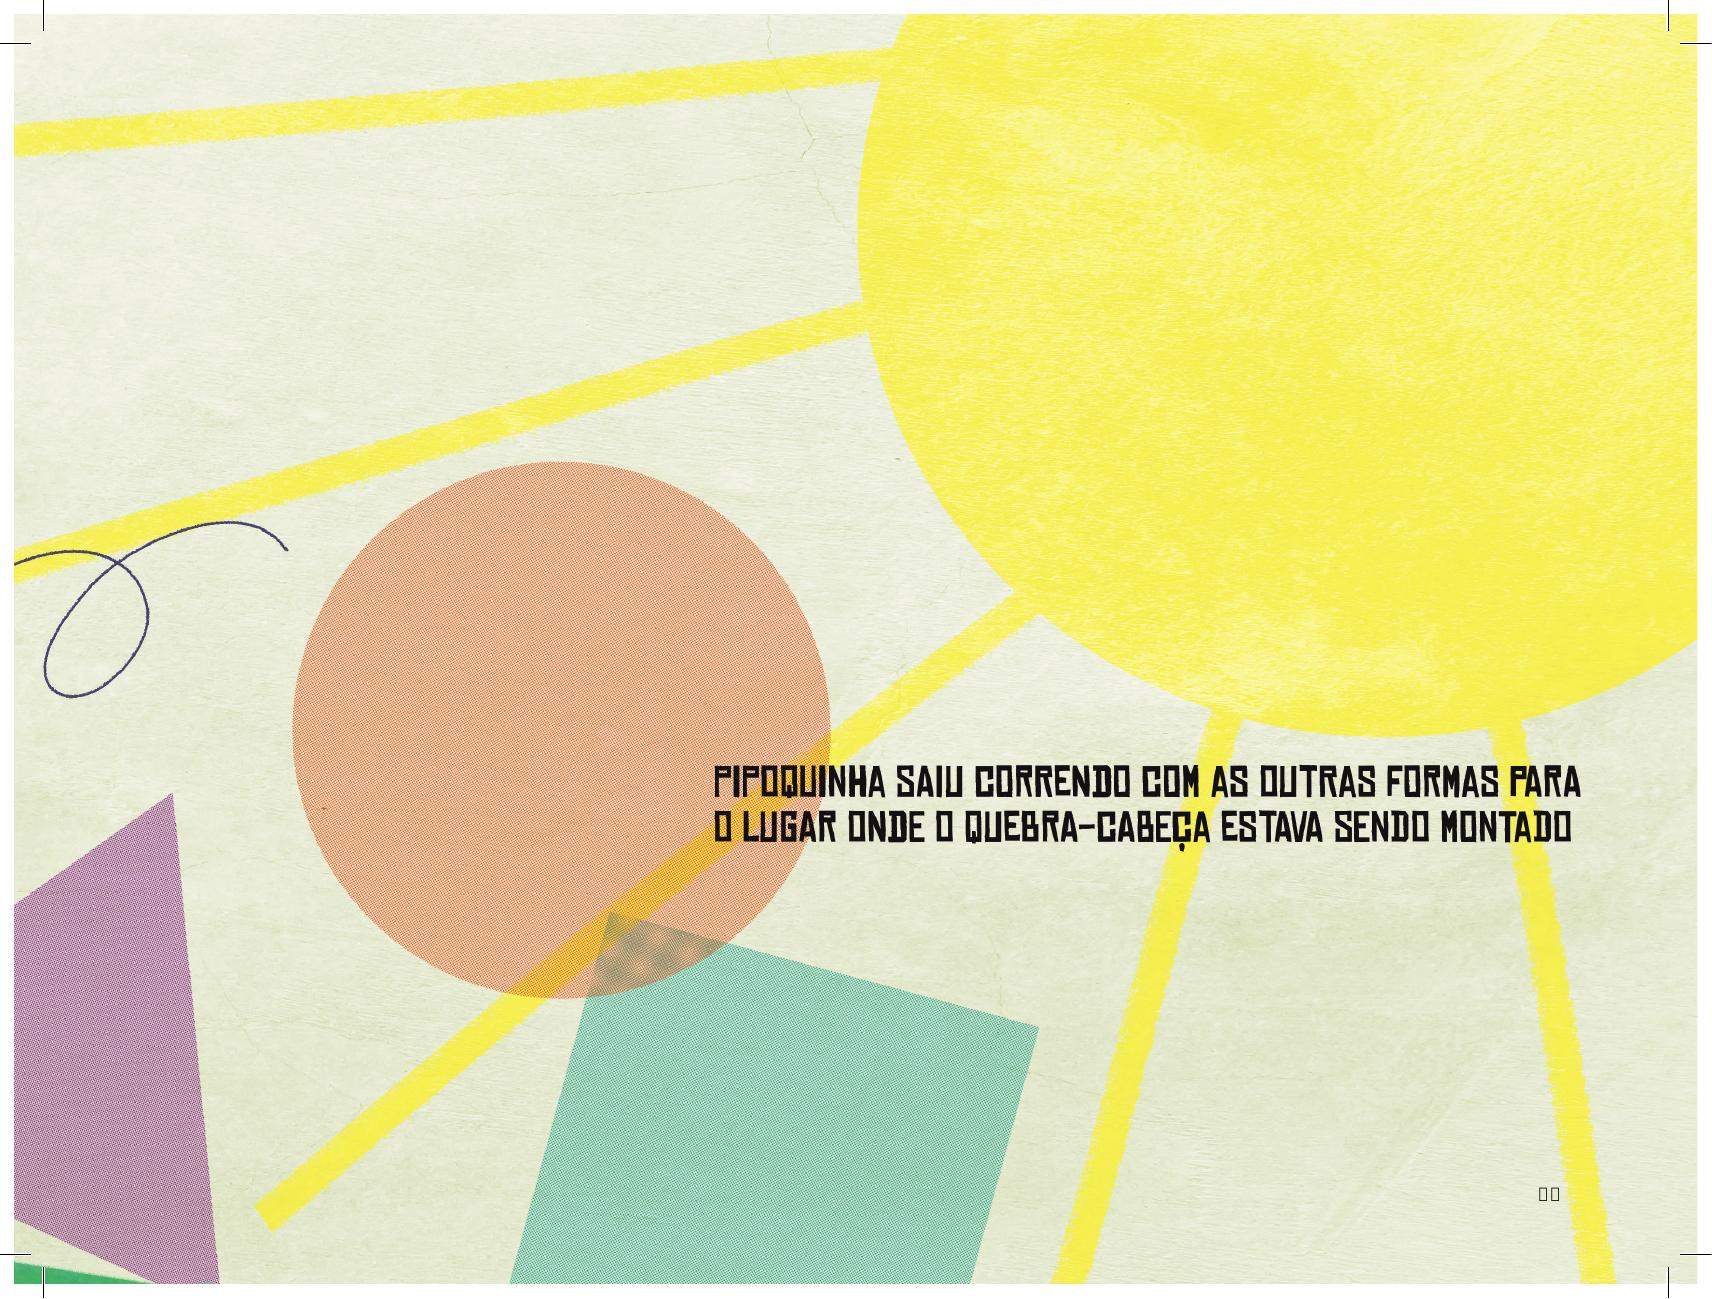 PIPOQUINHA SAIU CORRENDO COM AS OUTRAS FORMAS PARA
O LUGAR ONDE O QUEBRA-CABEÇA ESTAVA SENDO MONTADO